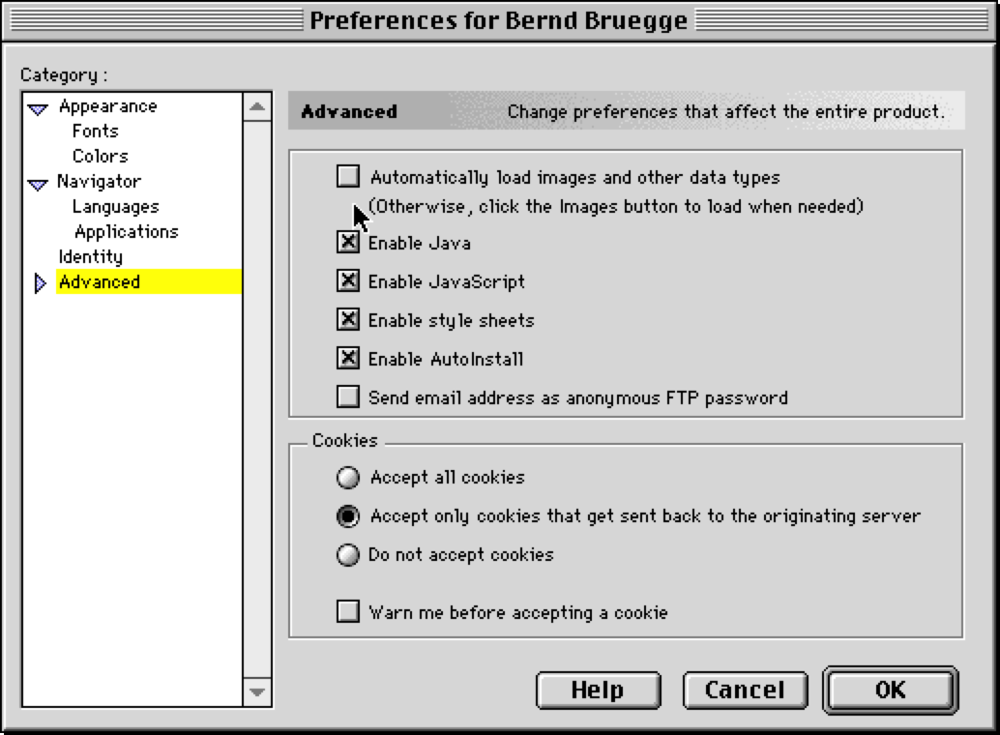 Preferences for Bernd Bruegge
Category :
Appearance
Fonts
Colors
Navigator
Languages
Applications
Identity
Advanced
Advanced Change preferences that affect the entire product.
Automatically load images and other data types
(Otherwise, click the Images button to load when needed)
Enable Java
Enable JavaScript
Enable style sheets
Enable AutoInstall
Send email address as anonymous FTP password
Cookies
Accept all cookies
Accept only cookies that get sent back to the originating server
Do not accept cookies
Warn me before accepting a cookie
Help Cancel OK